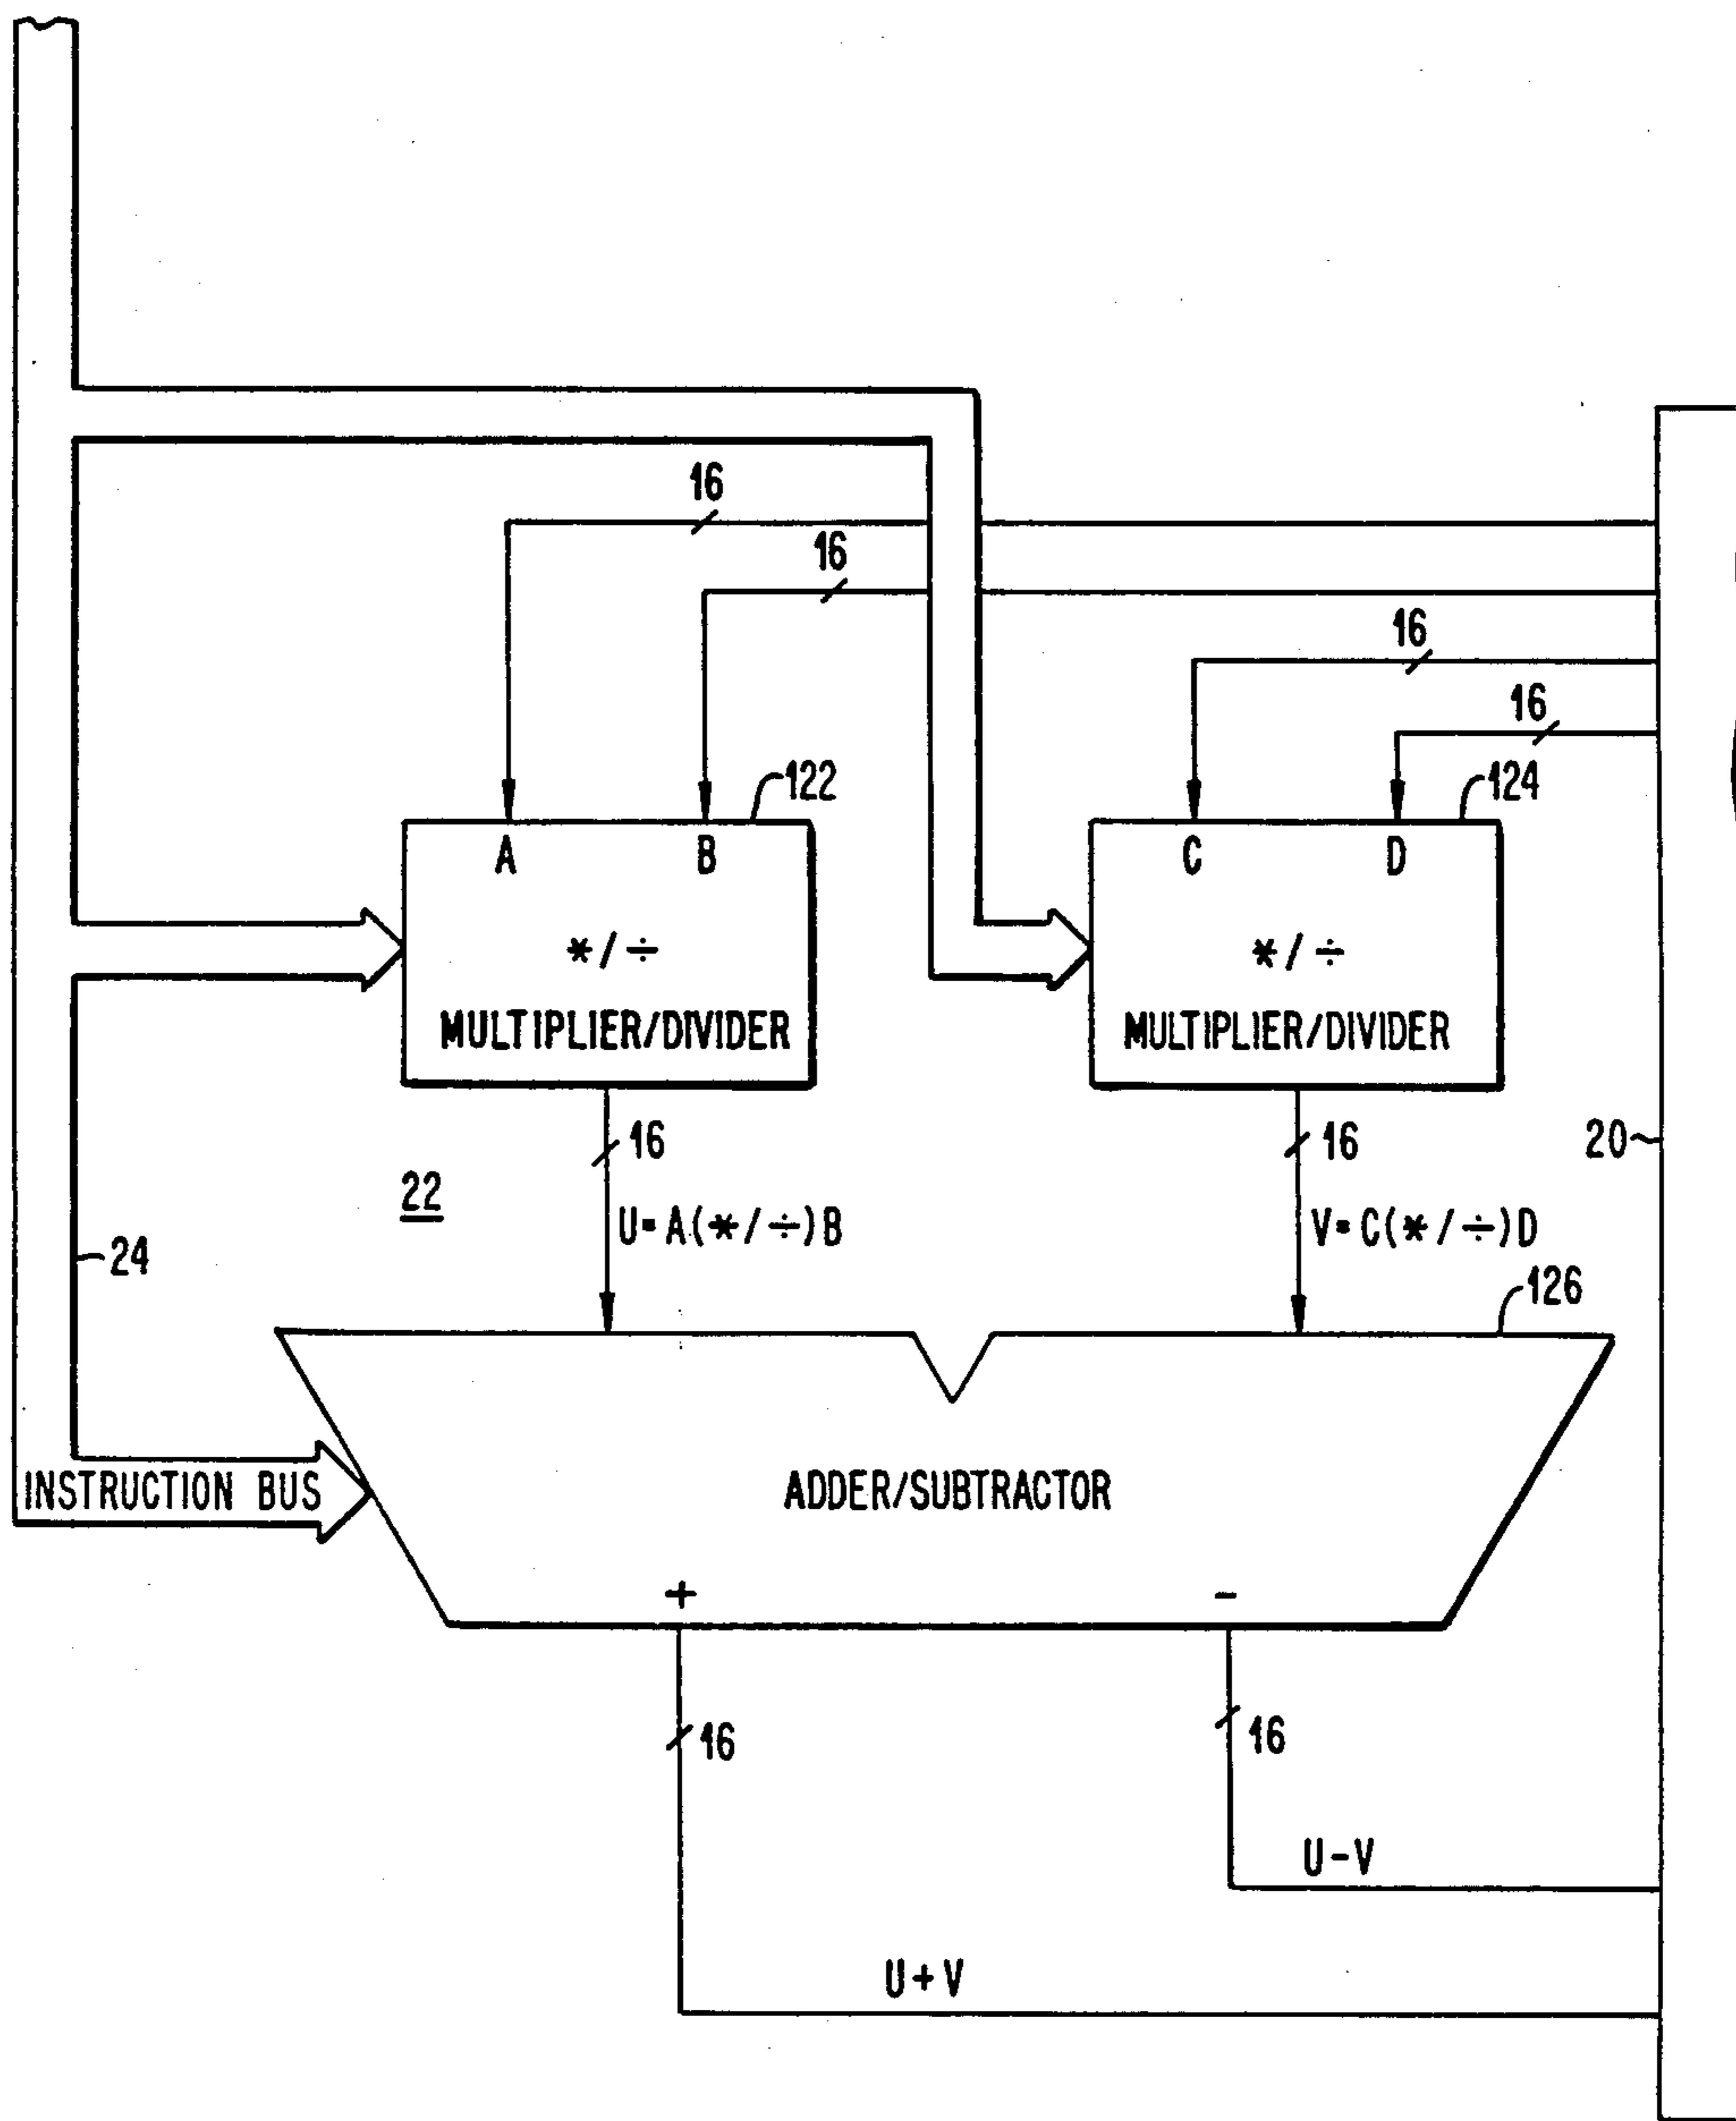 16
16
16
16
122
124
A
B
C
D
*/÷
*/÷
MULTIPLIER/DIVIDER
MULTIPLIER/DIVIDER
16
16
20
22
U=A(*/÷)B
V=C(*/÷)D
24
126
INSTRUCTION BUS
ADDER/SUBTRACTOR
+
-
16
16
U-V
U+V